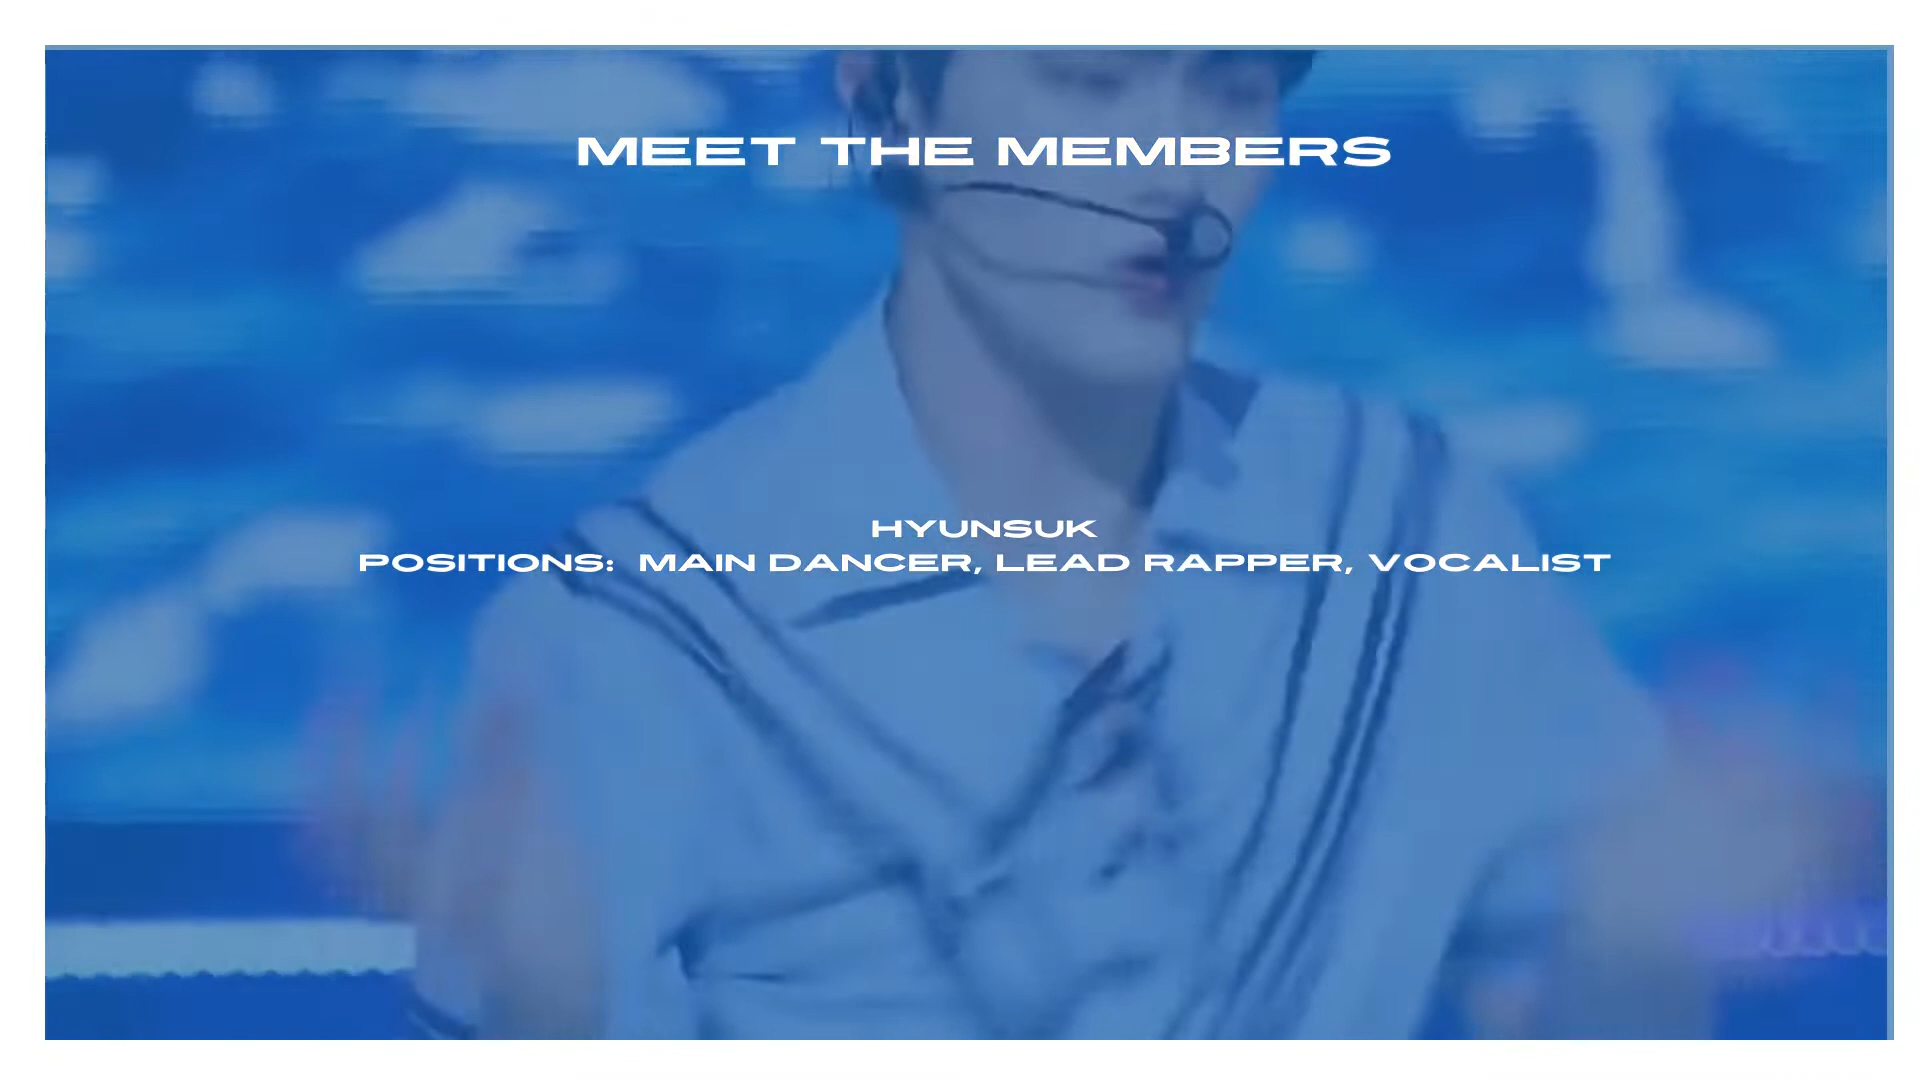 MEET THE MEMBERS
HYUNSUK
POSITIONS: MAIN DANCER, LEAD RAPPER, VOCALIST